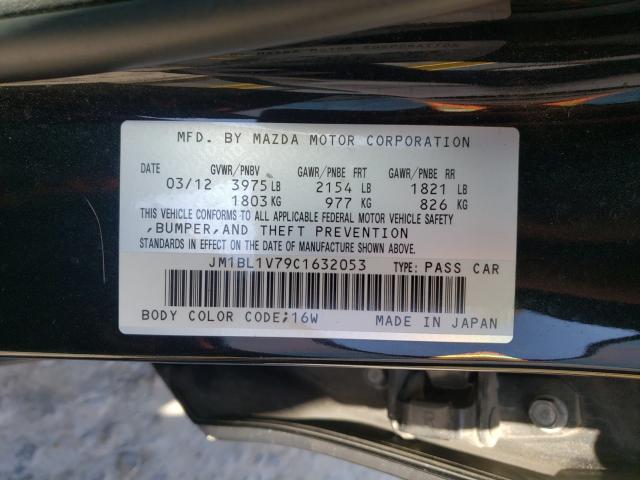 MFD. BY MAZDA MOTOR CORPORATION
DATE GVWR/PNBV GAWR/PNBE FRT GAWR/PNBE RR
03/12 3975 LB 2154 LB 1821 LB
1803 KG 977 KG 826 KG
THIS VEHICLE CONFORMS TO ALL APPLICABLE FEDERAL MOTOR VEHICLE SAFETY
,BUMPER,AND THEFT PREVENTION
STANDARDS IN EFFECT ON THE DATE OF MANUFACTURE SHOWN ABOVE.
JM1BL1V79C1632053 TYPE: PASS CAR
BODY COLOR CODE;16W MADE IN JAPAN